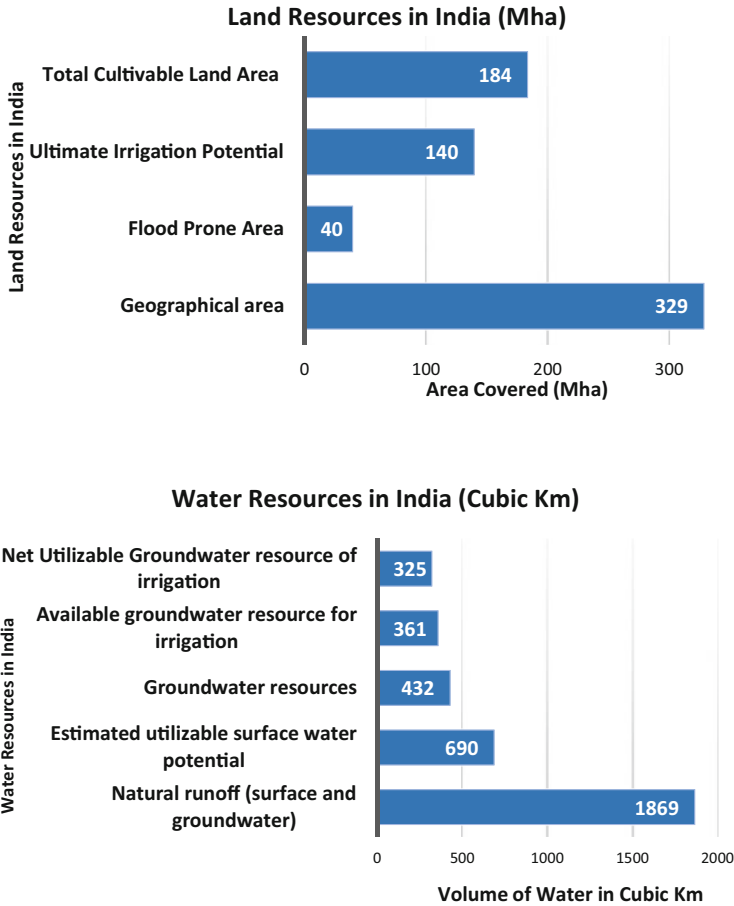 Land Resources in India (Mha)
Land Resources in India
Total Cultivable Land Area
184
Ultimate Irrigation Potential
140
Flood Prone Area
40
Geographical area
329
0 100 200 300
Area Covered (Mha)
Water Resources in India (Cubic Km)
Water Resources in India
Net Utilizable Groundwater resource of
irrigation
325
Available groundwater resource for
irrigation
361
Groundwater resources
432
Estimated utilizable surface water
potential
690
Natural runoff (surface and
groundwater)
1869
0 500 1000 1500 2000
Volume of Water in Cubic Km